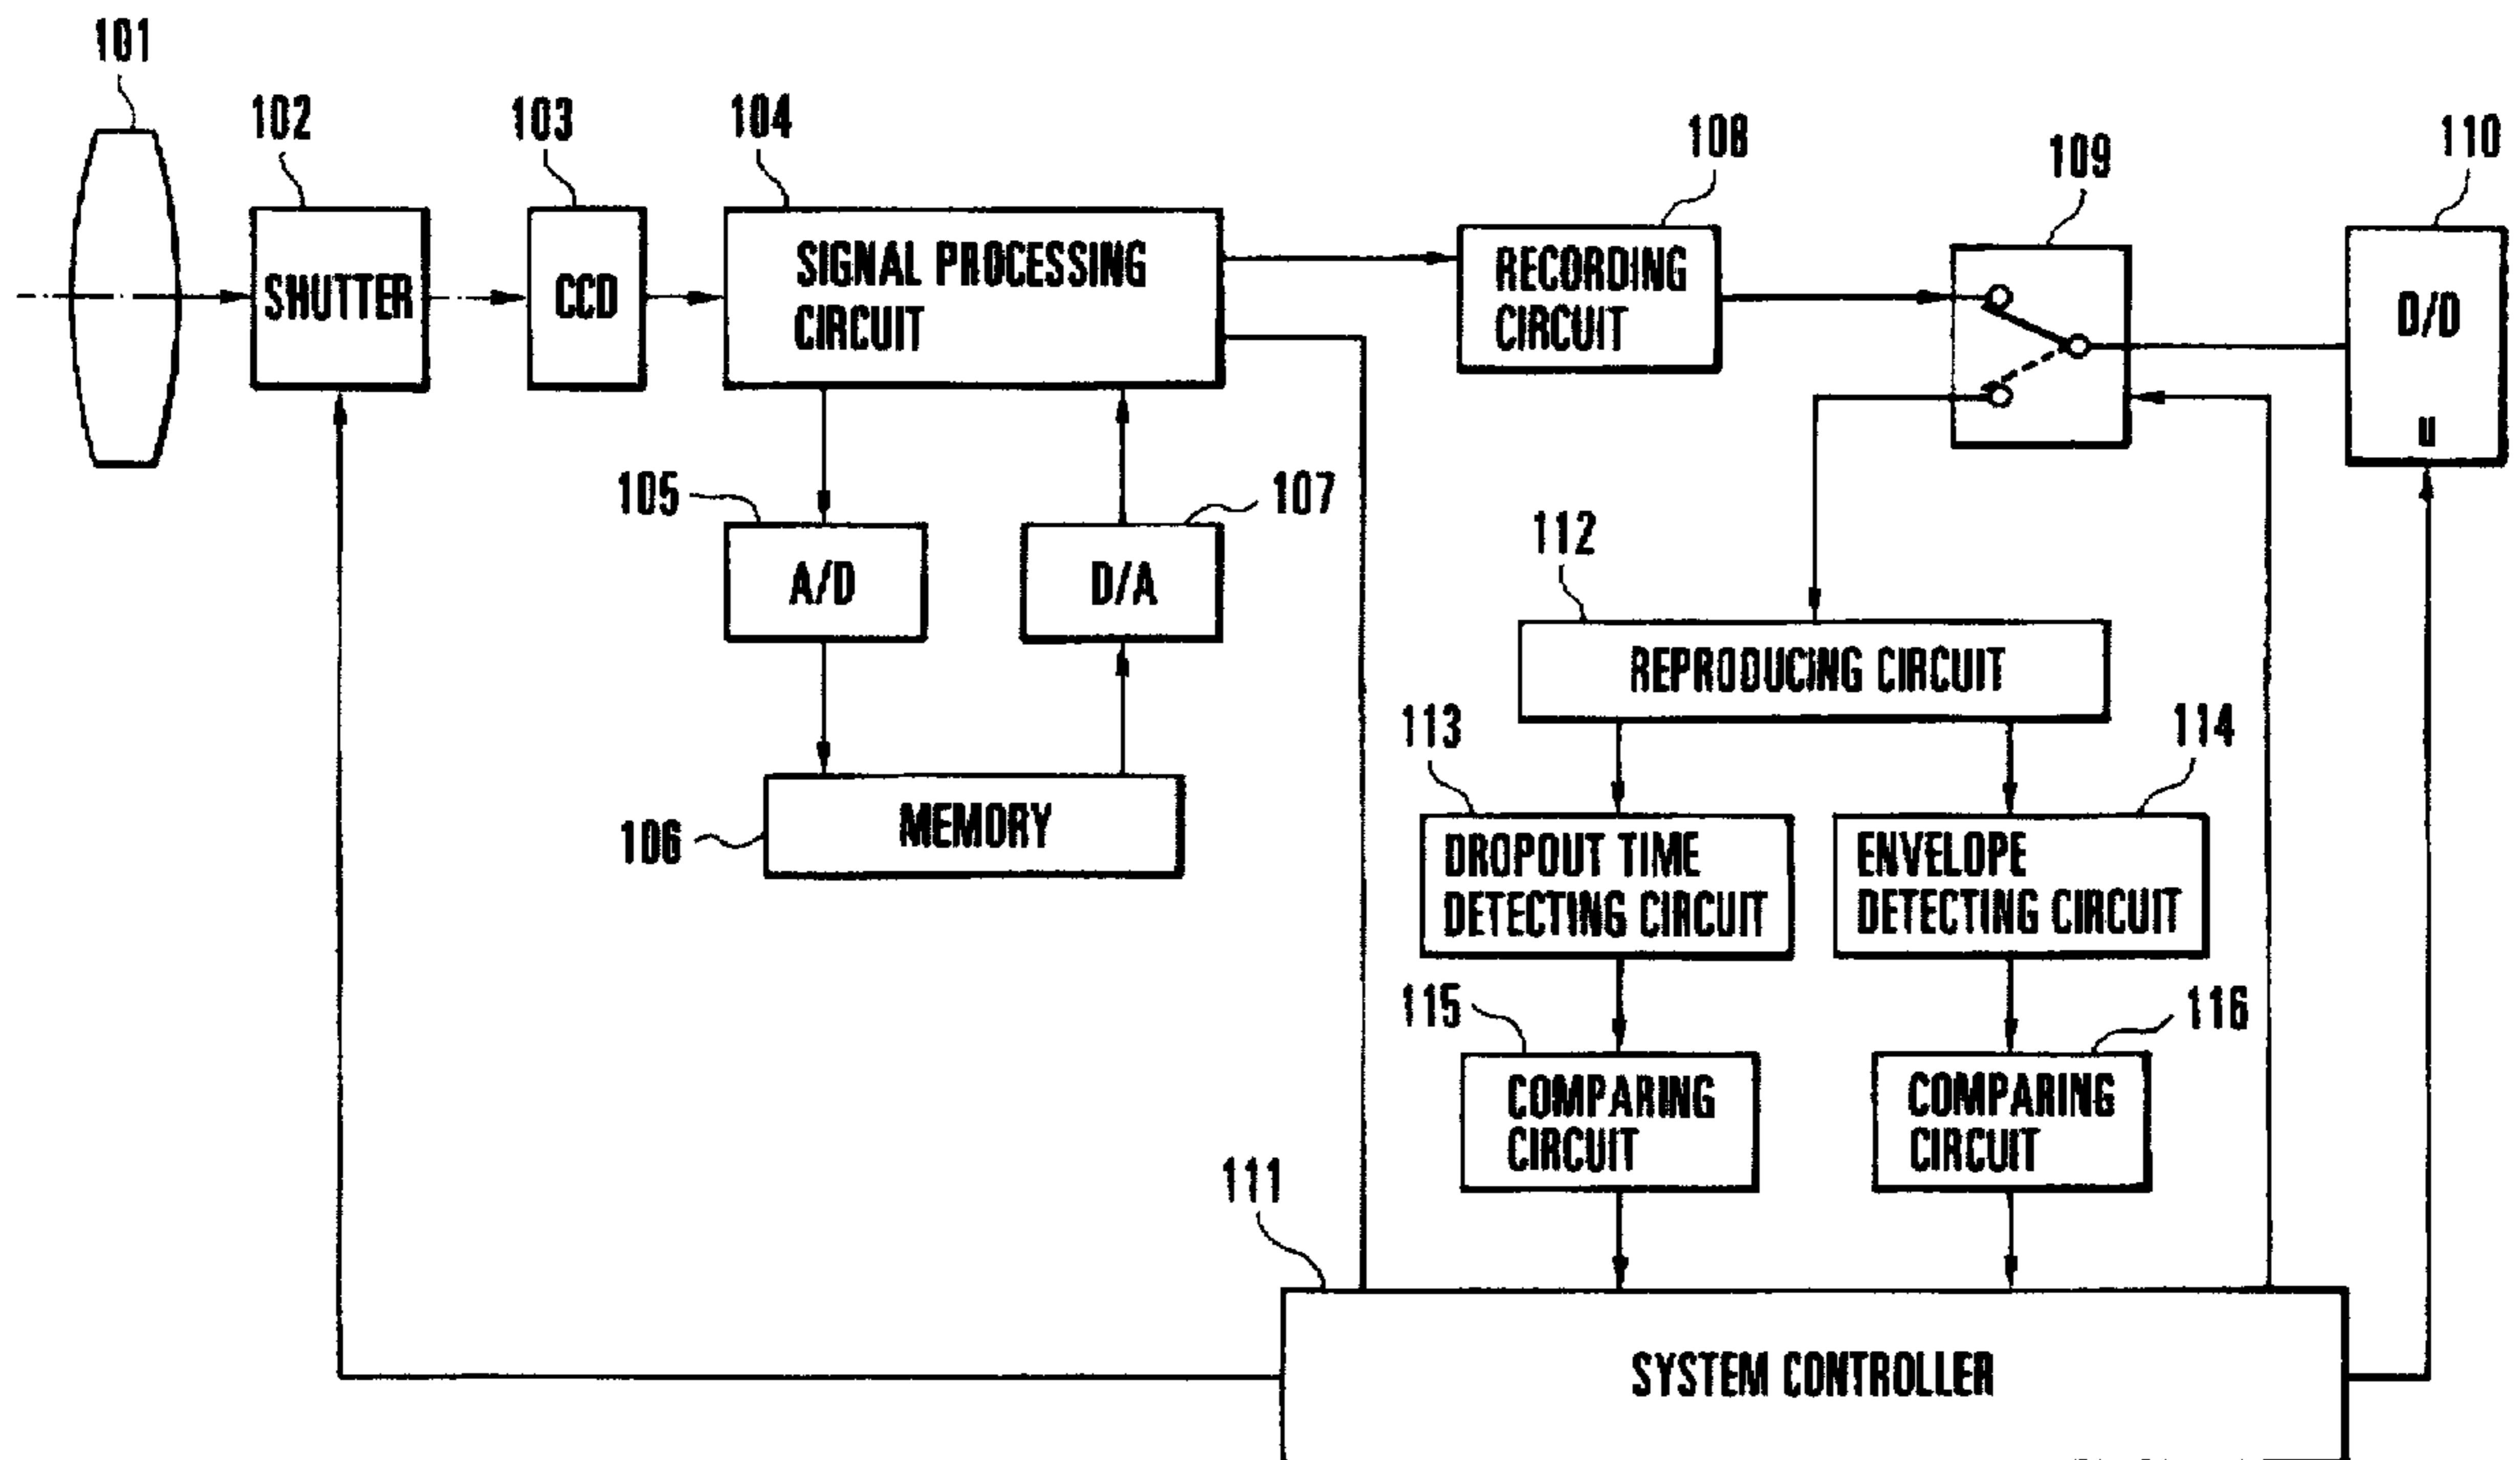 101
102
103
104
108
109
110
SHUTTER
CCD
SIGNAL PROCESSING
CIRCUIT
RECORDING
CIRCUIT
D/D
105
107
A/D
D/A
112
REPRODUCING CIRCUIT
106
MEMORY
113
114
DROPOUT TIME
DETECTING CIRCUIT
ENVELOPE
DETECTING CIRCUIT
115
116
COMPARING
CIRCUIT
COMPARING
CIRCUIT
111
SYSTEM CONTROLLER